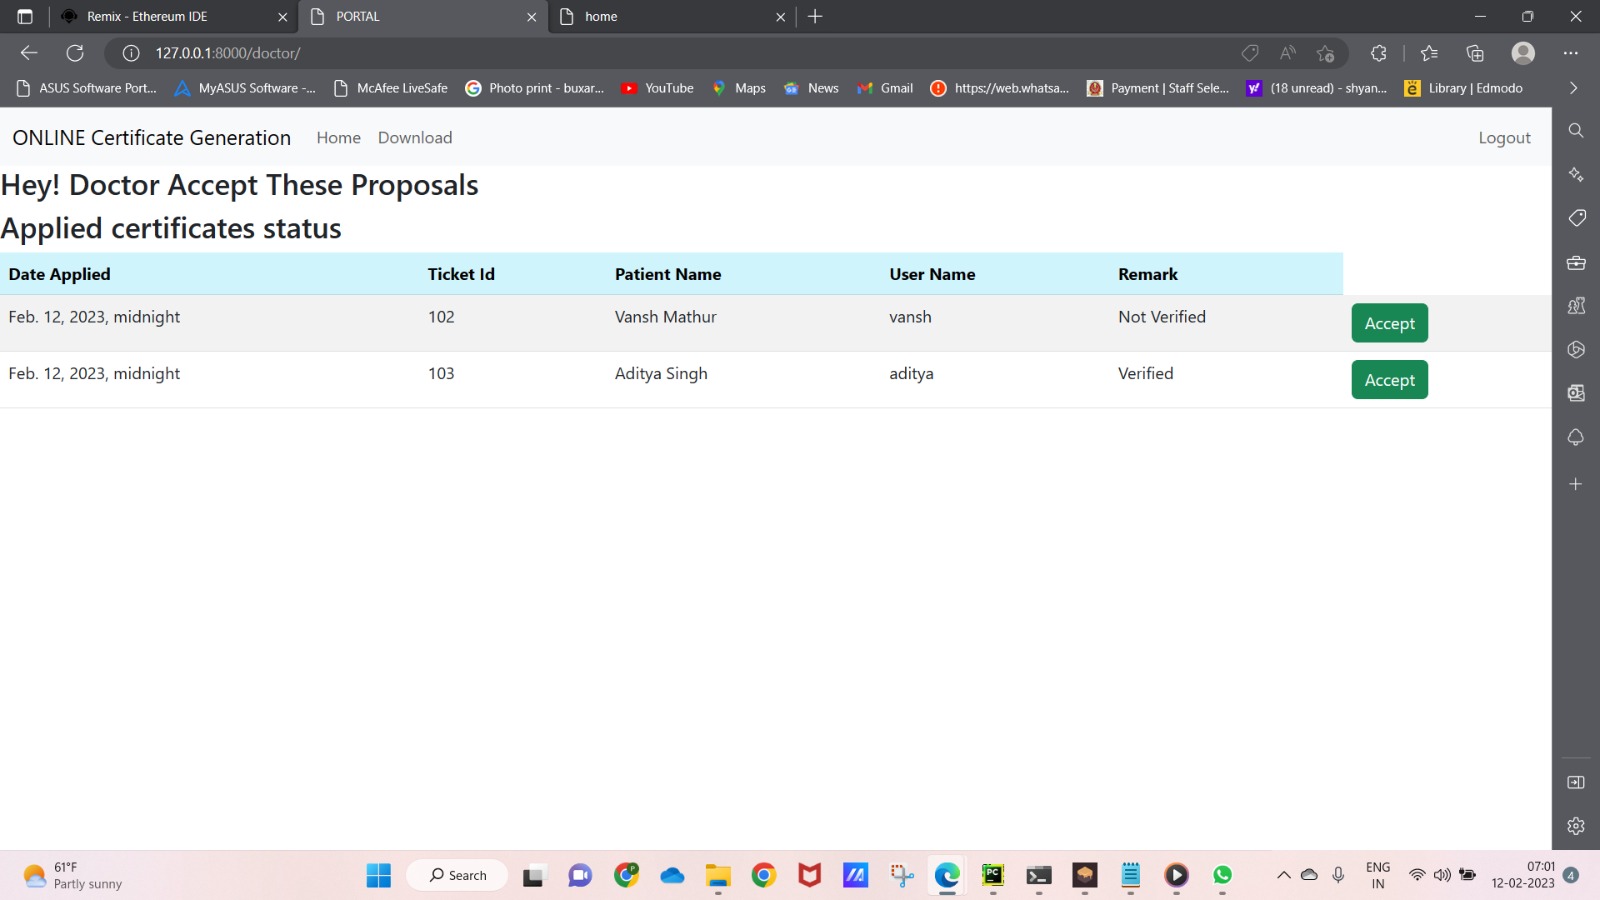 Remix - Ethereum IDE
PORTAL
home
127.0.0.1:8000/doctor/
ASUS Software Port...
MyASUS Software -...
McAfee LiveSafe
Photo print - buxar...
YouTube
Maps
News
Gmail
https://web.whatsa...
Payment | Staff Sele...
(18 unread) - shyan...
Library | Edmodo
ONLINE Certificate Generation Home Download Logout
Hey! Doctor Accept These Proposals
Applied certificates status
Date Applied Ticket Id Patient Name User Name Remark
Feb. 12, 2023, midnight 102 Vansh Mathur vansh Not Verified Accept
Feb. 12, 2023, midnight 103 Aditya Singh aditya Verified Accept
61°F
Partly sunny
Search
ENG
IN
07:01
12-02-2023
4